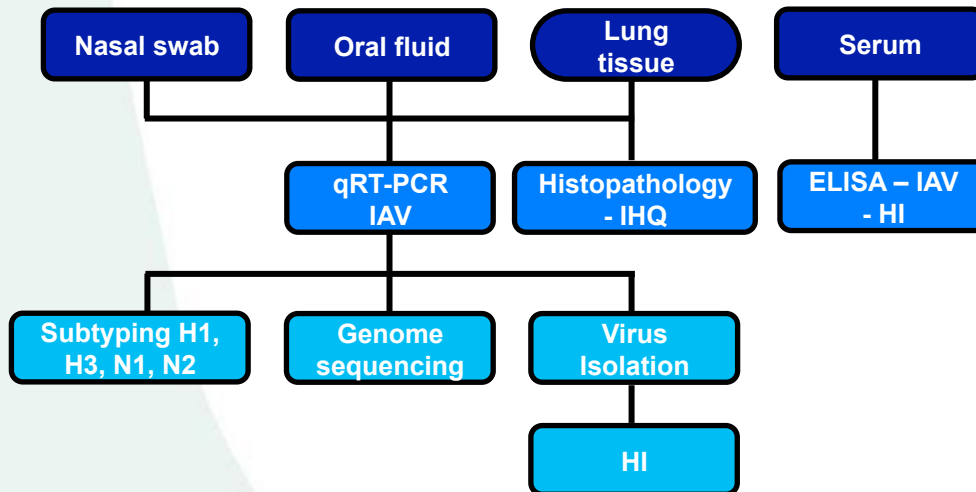 Nasal swab
Oral fluid
Lung
tissue
Serum
qRT-PCR
IAV
Histopathology
- IHQ
ELISA – IAV
- HI
Subtyping H1,
H3, N1, N2
Genome
sequencing
Virus
Isolation
HI